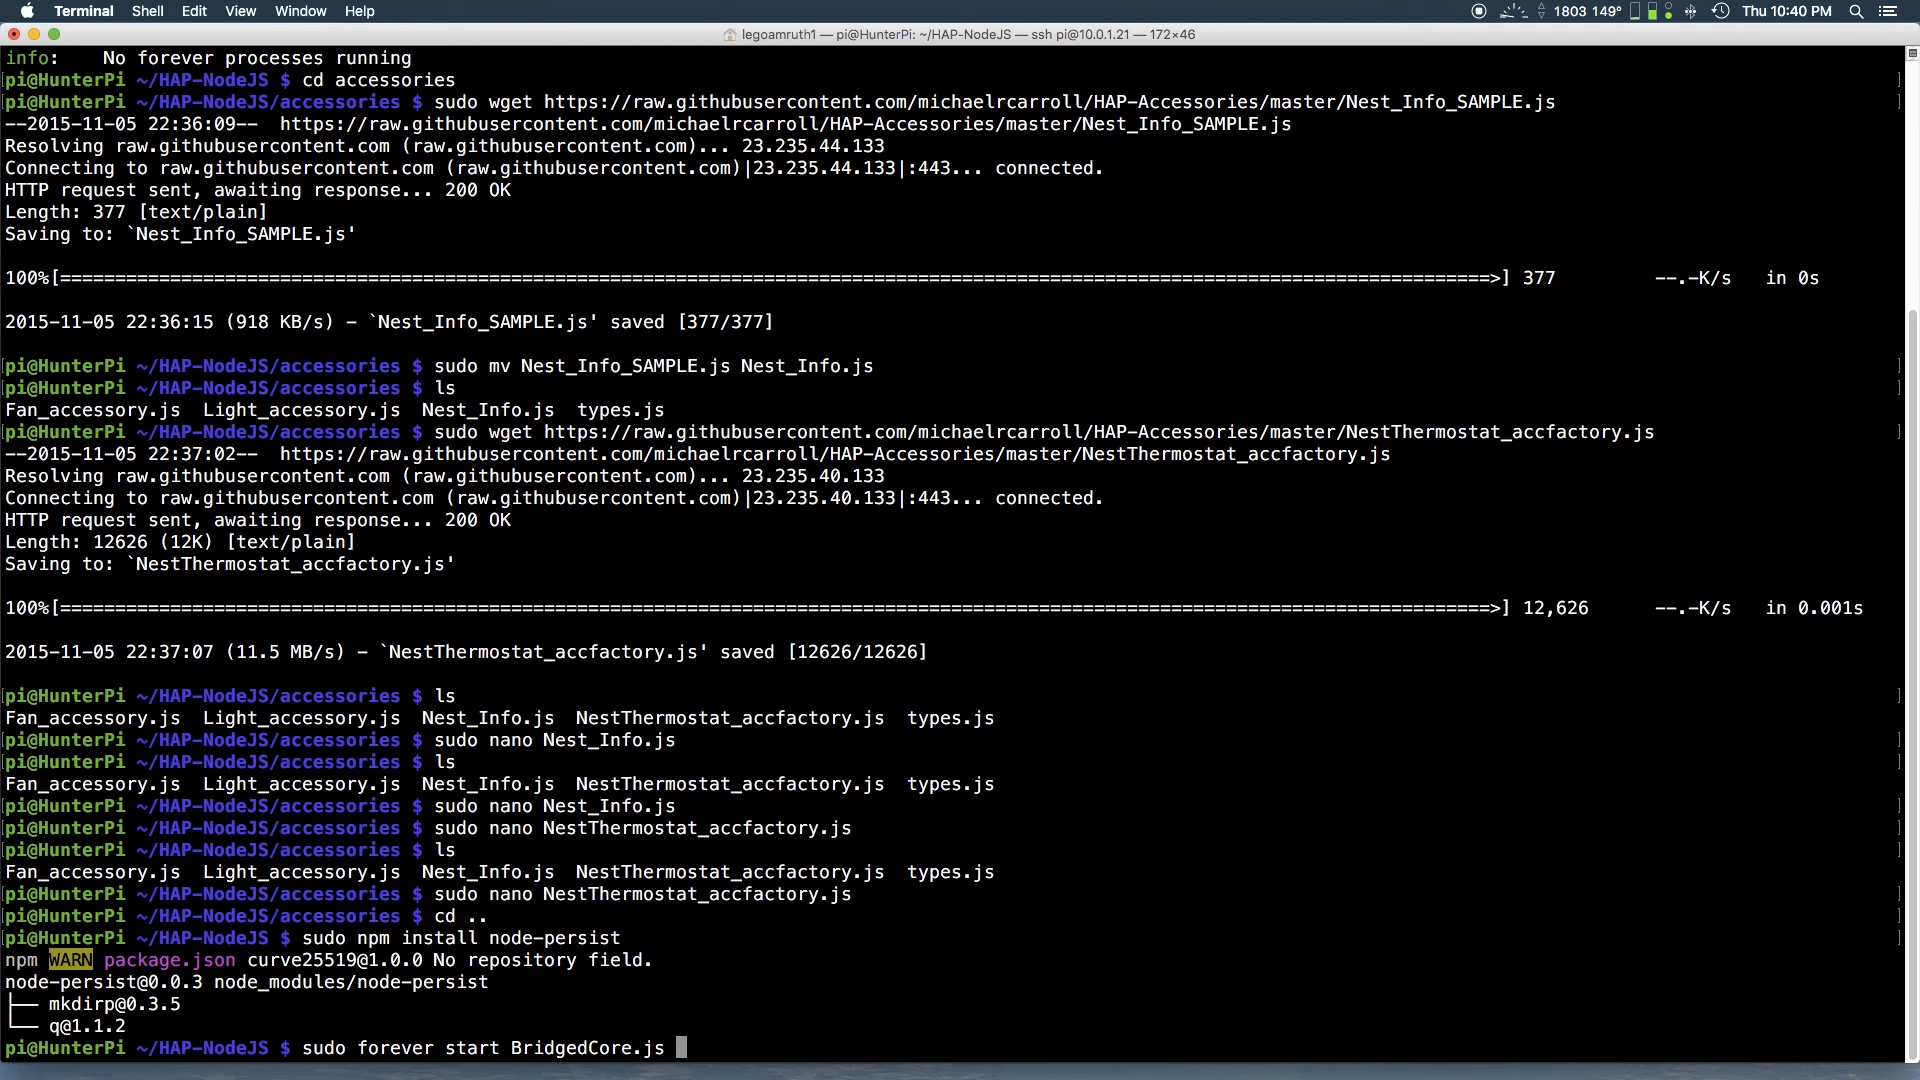 Terminal Shell Edit View Window Help 1803 149° Thu 10:40 PM
legoamruth1 — pi@HunterPi: ~/HAP-NodeJS — ssh pi@10.0.1.21 — 172×46
info:    No forever processes running
[pi@HunterPi ~/HAP-NodeJS $ cd accessories ]
[pi@HunterPi ~/HAP-NodeJS/accessories $ sudo wget https://raw.githubusercontent.com/michaelrcarroll/HAP-Accessories/master/Nest_Info_SAMPLE.js ]
--2015-11-05 22:36:09--  https://raw.githubusercontent.com/michaelrcarroll/HAP-Accessories/master/Nest_Info_SAMPLE.js
Resolving raw.githubusercontent.com (raw.githubusercontent.com)... 23.235.44.133
Connecting to raw.githubusercontent.com (raw.githubusercontent.com)|23.235.44.133|:443... connected.
HTTP request sent, awaiting response... 200 OK
Length: 377 [text/plain]
Saving to: `Nest_Info_SAMPLE.js'
100%[===================================================================================================================================>] 377         --.-K/s   in 0s
2015-11-05 22:36:15 (918 KB/s) - `Nest_Info_SAMPLE.js' saved [377/377]
[pi@HunterPi ~/HAP-NodeJS/accessories $ sudo mv Nest_Info_SAMPLE.js Nest_Info.js ]
[pi@HunterPi ~/HAP-NodeJS/accessories $ ls ]
Fan_accessory.js  Light_accessory.js  Nest_Info.js  types.js
[pi@HunterPi ~/HAP-NodeJS/accessories $ sudo wget https://raw.githubusercontent.com/michaelrcarroll/HAP-Accessories/master/NestThermostat_accfactory.js ]
--2015-11-05 22:37:02--  https://raw.githubusercontent.com/michaelrcarroll/HAP-Accessories/master/NestThermostat_accfactory.js
Resolving raw.githubusercontent.com (raw.githubusercontent.com)... 23.235.40.133
Connecting to raw.githubusercontent.com (raw.githubusercontent.com)|23.235.40.133|:443... connected.
HTTP request sent, awaiting response... 200 OK
Length: 12626 (12K) [text/plain]
Saving to: `NestThermostat_accfactory.js'
100%[===================================================================================================================================>] 12,626      --.-K/s   in 0.001s
2015-11-05 22:37:07 (11.5 MB/s) - `NestThermostat_accfactory.js' saved [12626/12626]
[pi@HunterPi ~/HAP-NodeJS/accessories $ ls ]
Fan_accessory.js  Light_accessory.js  Nest_Info.js  NestThermostat_accfactory.js  types.js
[pi@HunterPi ~/HAP-NodeJS/accessories $ sudo nano Nest_Info.js ]
[pi@HunterPi ~/HAP-NodeJS/accessories $ ls ]
Fan_accessory.js  Light_accessory.js  Nest_Info.js  NestThermostat_accfactory.js  types.js
[pi@HunterPi ~/HAP-NodeJS/accessories $ sudo nano Nest_Info.js ]
[pi@HunterPi ~/HAP-NodeJS/accessories $ sudo nano NestThermostat_accfactory.js ]
[pi@HunterPi ~/HAP-NodeJS/accessories $ ls ]
Fan_accessory.js  Light_accessory.js  Nest_Info.js  NestThermostat_accfactory.js  types.js
[pi@HunterPi ~/HAP-NodeJS/accessories $ sudo nano NestThermostat_accfactory.js ]
[pi@HunterPi ~/HAP-NodeJS/accessories $ cd .. ]
[pi@HunterPi ~/HAP-NodeJS $ sudo npm install node-persist ]
npm WARN package.json curve25519@1.0.0 No repository field.
node-persist@0.0.3 node_modules/node-persist
├── mkdirp@0.3.5
└── q@1.1.2
pi@HunterPi ~/HAP-NodeJS $ sudo forever start BridgedCore.js